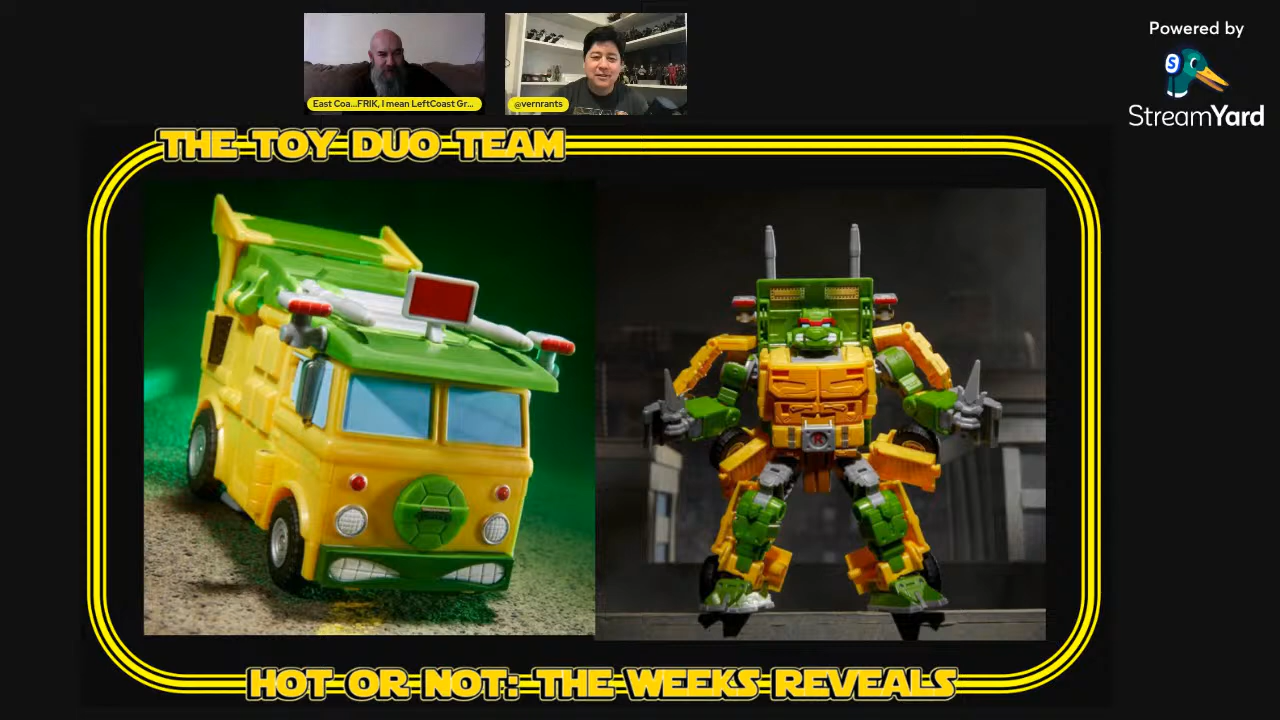 Powered by
S
StreamYard
East Coa...FRIK, I mean LeftCoast Gr...
@vernrants
THE TOY DUO TEAM
R
HOT OR NOT: THE WEEKS REVEALS